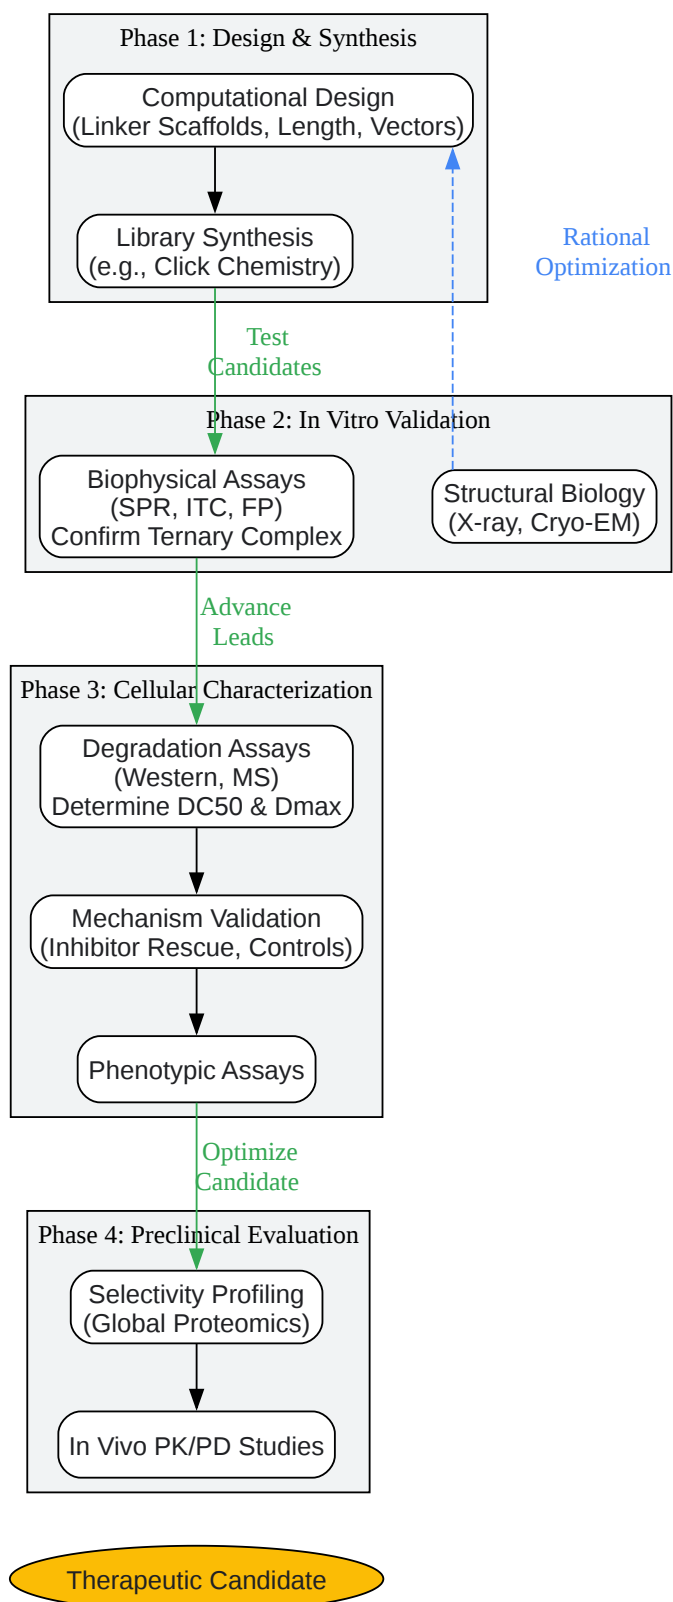 Phase 1: Design & Synthesis
Computational Design
(Linker Scaffolds, Length, Vectors)
Library Synthesis
(e.g., Click Chemistry)
Rational
Optimization
Test
Candidates
Phase 2: In Vitro Validation
Biophysical Assays
(SPR, ITC, FP)
Confirm Ternary Complex
Structural Biology
(X-ray, Cryo-EM)
Advance
Leads
Phase 3: Cellular Characterization
Degradation Assays
(Western, MS)
Determine DC50 & Dmax
Mechanism Validation
(Inhibitor Rescue, Controls)
Phenotypic Assays
Optimize
Candidate
Phase 4: Preclinical Evaluation
Selectivity Profiling
(Global Proteomics)
In Vivo PK/PD Studies
Therapeutic Candidate